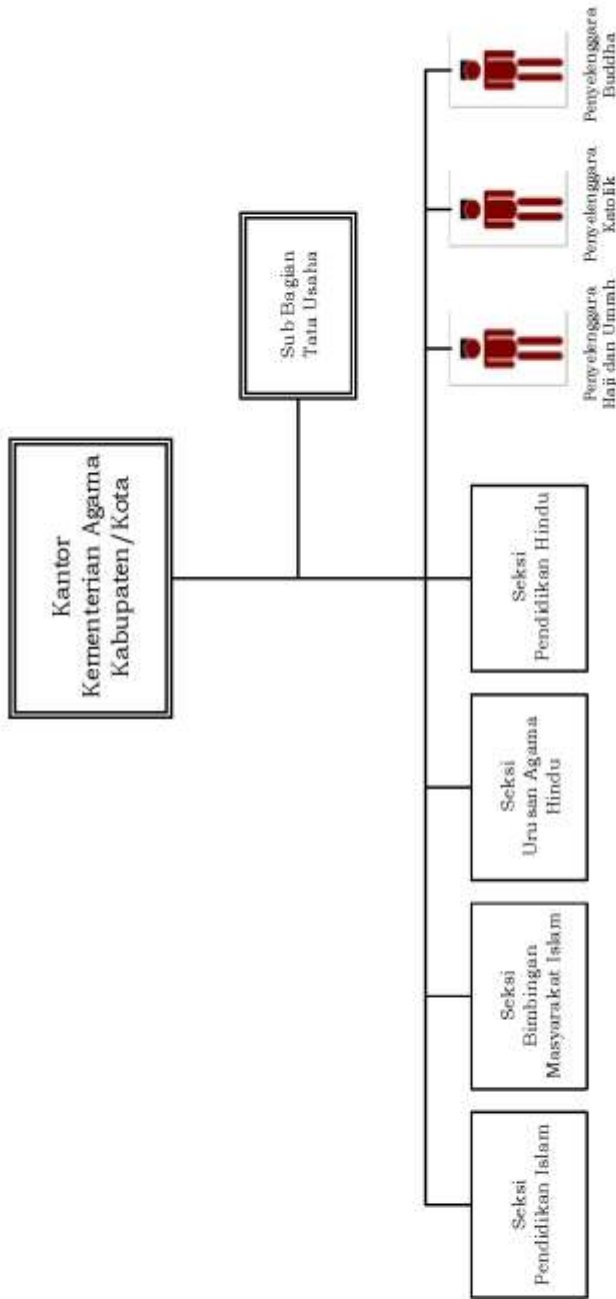 Kantor
Kementerian Agama
Kabupaten/Kota
Sub Bagian
Tata Usaha
Seksi
Pendidikan Islam
Seksi
Bimbingan
Masyarakat Islam
Seksi
Urusan Agama
Hindu
Seksi
Pendidikan Hindu
Penyelenggara
Haji dan Umrah
Penyelenggara
Katolik
Penyelenggara
Buddha